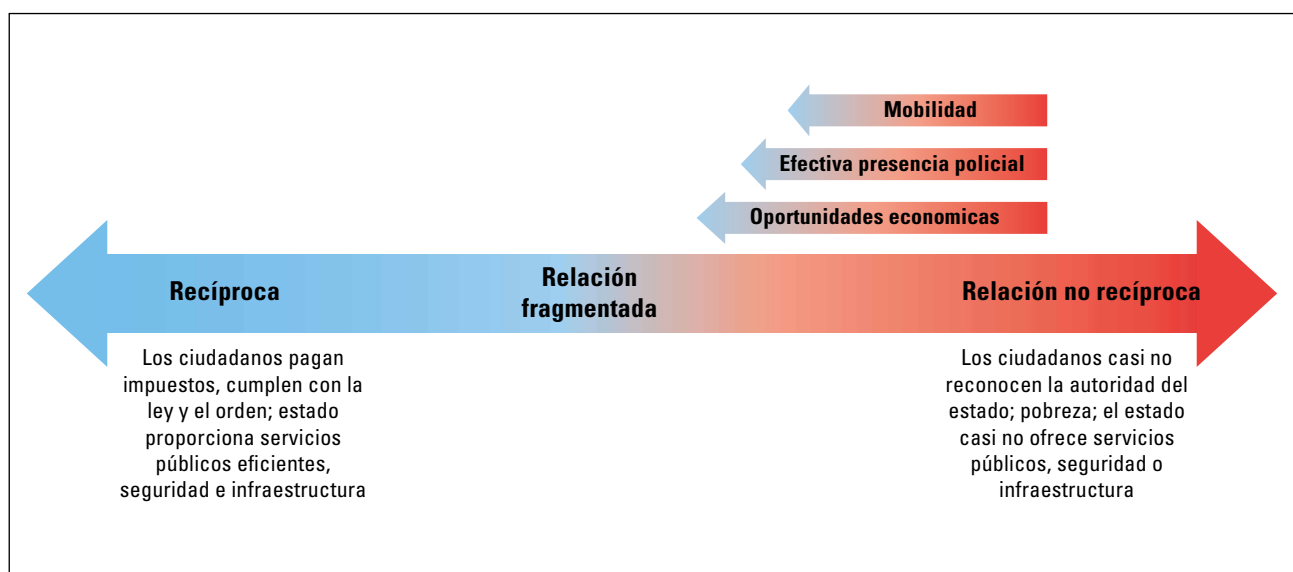 Mobilidad
Efectiva presencia policial
Oportunidades economicas
Recíproca
Relación
fragmentada
Relación no recíproca
Los ciudadanos pagan
impuestos, cumplen con la
ley y el orden; estado
proporciona servicios
públicos eficientes,
seguridad e infraestructura
Los ciudadanos casi no
reconocen la autoridad del
estado; pobreza; el estado
casi no ofrece servicios
públicos, seguridad o
infraestructura